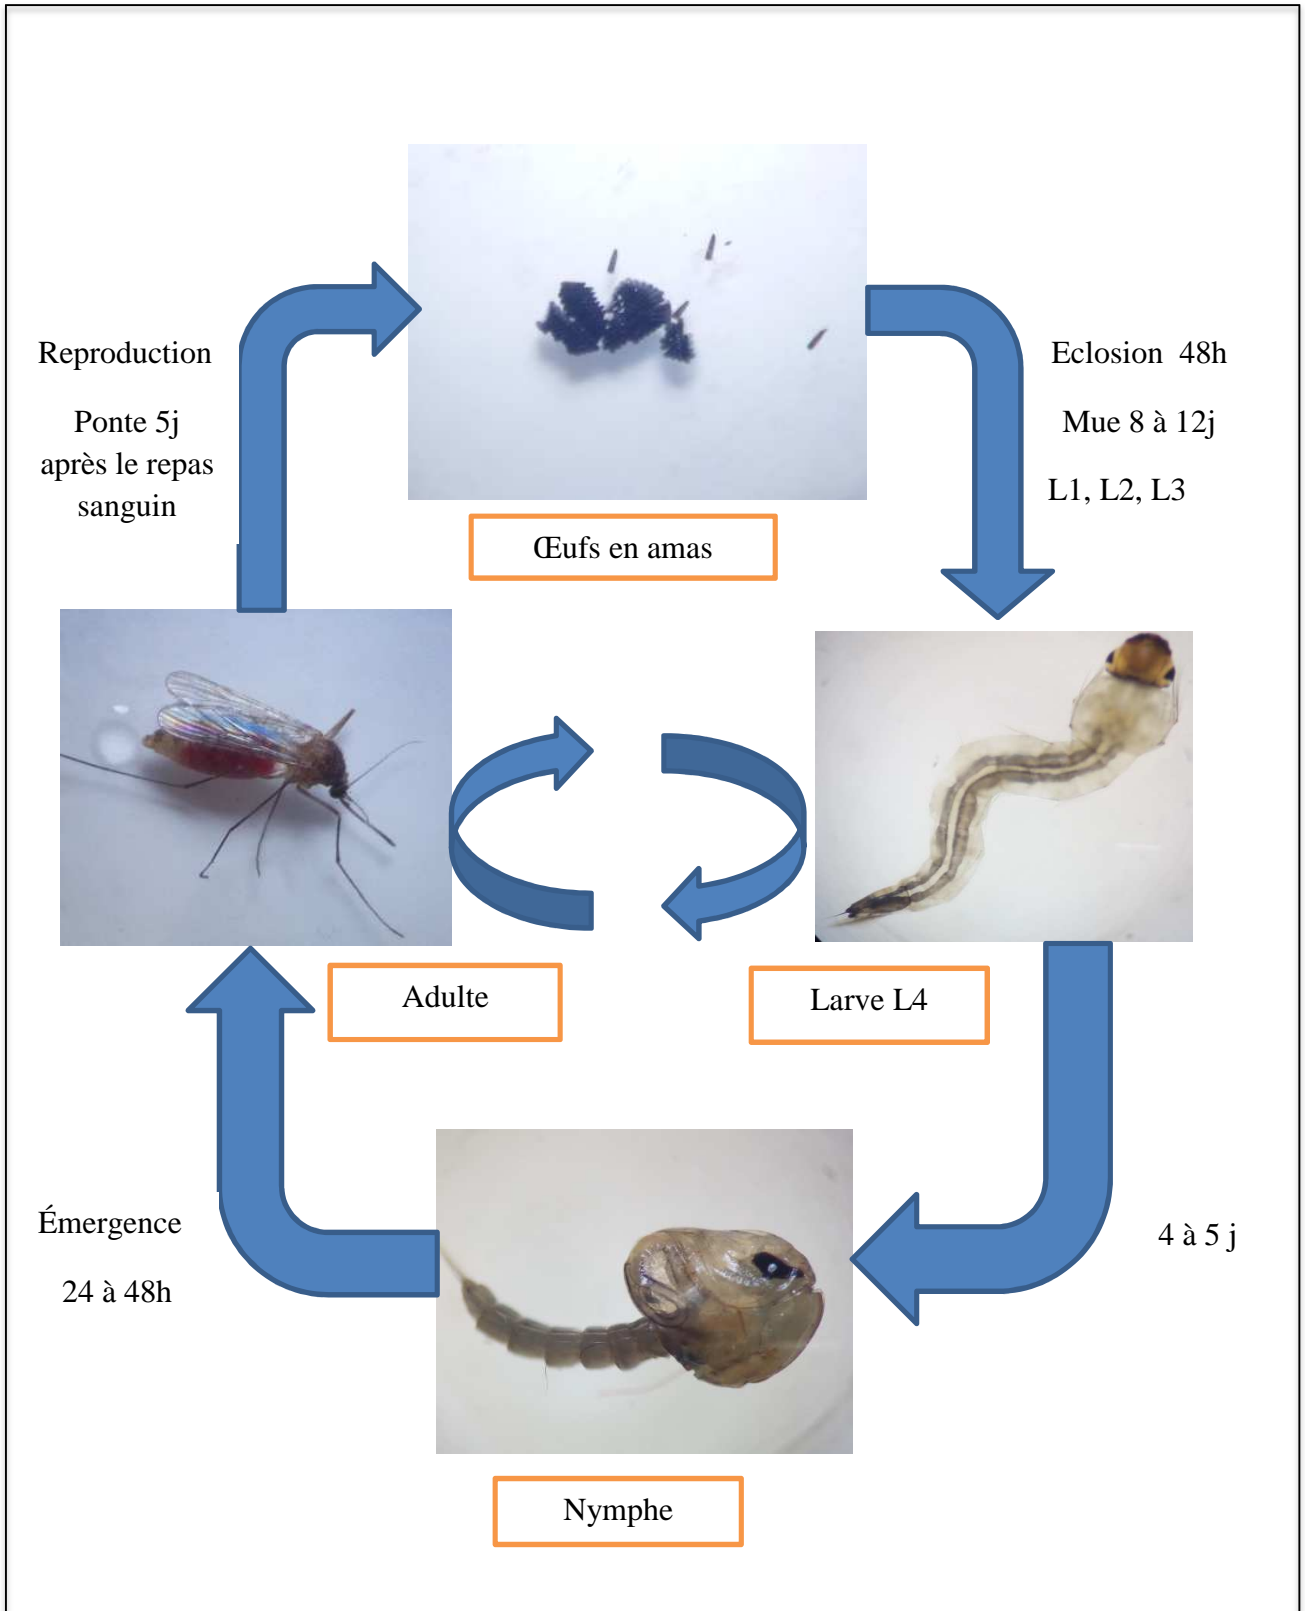 Reproduction
Ponte 5j
après le repas
sanguin
Eclosion 48h
Mue 8 à 12j
L1, L2, L3
Œufs en amas
Adulte
Larve L4
Émergence
24 à 48h
4 à 5 j
Nymphe